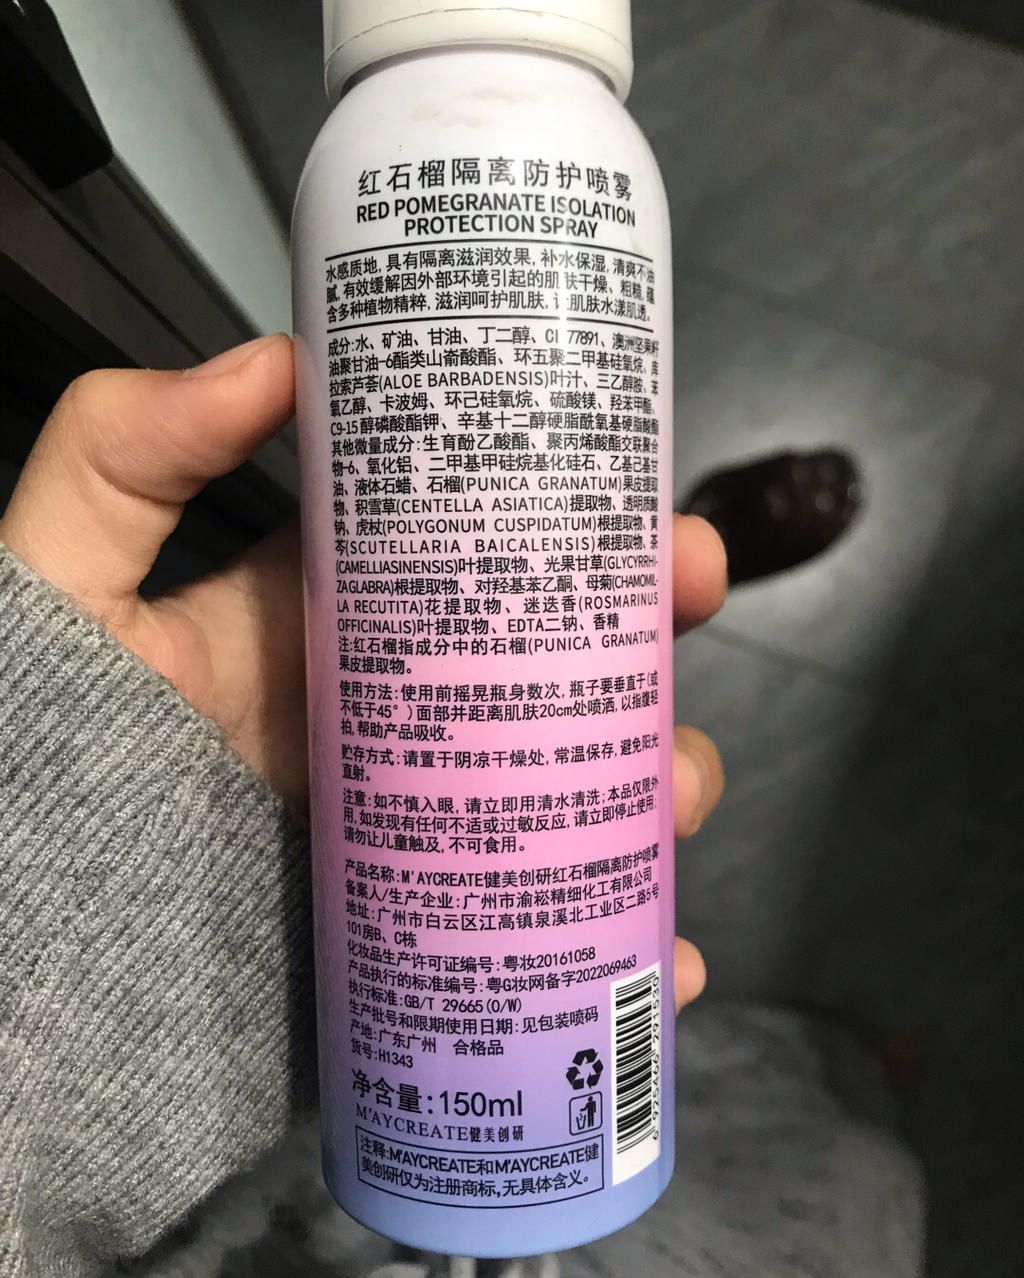 红石榴隔离防护喷雾
RED POMEGRANATE ISOLATION
PROTECTION SPRAY
水感质地,具有隔离滋润效果,补水保湿,清爽不油
腻,有效缓解因外部环境引起的肌肤干燥、粗糙,蕴
含多种植物精粹,滋润呵护肌肤,让肌肤水漾肌透。
成分:水、矿油、甘油、丁二醇、CI 77891、澳洲坚果籽
油聚甘油-6酯类山嵛酸酯、环五聚二甲基硅氧烷、库
拉索芦荟(ALOE BARBADENSIS)叶汁、三乙醇胺、苯
氧乙醇、卡波姆、环己硅氧烷、硫酸镁、羟苯甲酯、
C9-15醇磷酸酯钾、辛基十二醇硬脂酰氧基硬脂酸酯
其他微量成分:生育酚乙酸酯、聚丙烯酸酯交联聚合
物-6、氧化铝、二甲基甲硅烷基化硅石、乙基己基甘
油、液体石蜡、石榴(PUNICA GRANATUM)果皮提取
物、积雪草(CENTELLA ASIATICA)提取物、透明质酸
钠、虎杖(POLYGONUM CUSPIDATUM)根提取物、黄
芩(SCUTELLARIA BAICALENSIS)根提取物、茶
(CAMELLIASINENSIS)叶提取物、光果甘草(GLYCYRRHI-
ZA GLABRA)根提取物、对羟基苯乙酮、母菊(CHAMOMIL-
LA RECUTITA)花提取物、迷迭香(ROSMARINUS
OFFICINALIS)叶提取物、EDTA二钠、香精
注:红石榴指成分中的石榴(PUNICA GRANATUM)
果皮提取物。
使用方法:使用前摇晃瓶身数次,瓶子要垂直于(或
不低于45°)面部并距离肌肤20cm处喷洒,以指腹轻
拍,帮助产品吸收。
贮存方式:请置于阴凉干燥处,常温保存,避免阳光
直射。
注意:如不慎入眼,请立即用清水清洗;本品仅限外
用,如发现有任何不适或过敏反应,请立即停止使用;
请勿让儿童触及,不可食用。
产品名称:M'AYCREATE健美创研红石榴隔离防护喷雾
备案人/生产企业:广州市渝崧精细化工有限公司
地址:广州市白云区江高镇泉溪北工业区二路5号
101房B、C栋
化妆品生产许可证编号:粤妆20161058
产品执行的标准编号:粤G妆网备字2022069463
执行标准:GB/T 29665(O/W)
生产批号和限期使用日期:见包装喷码
产地:广东广州 合格品
货号:H1343
净含量:150ml
M'AYCREATE健美创研
注释:M'AYCREATE和M'AYCREATE健
美创研仅为注册商标,无具体含义。
6 925466 291530